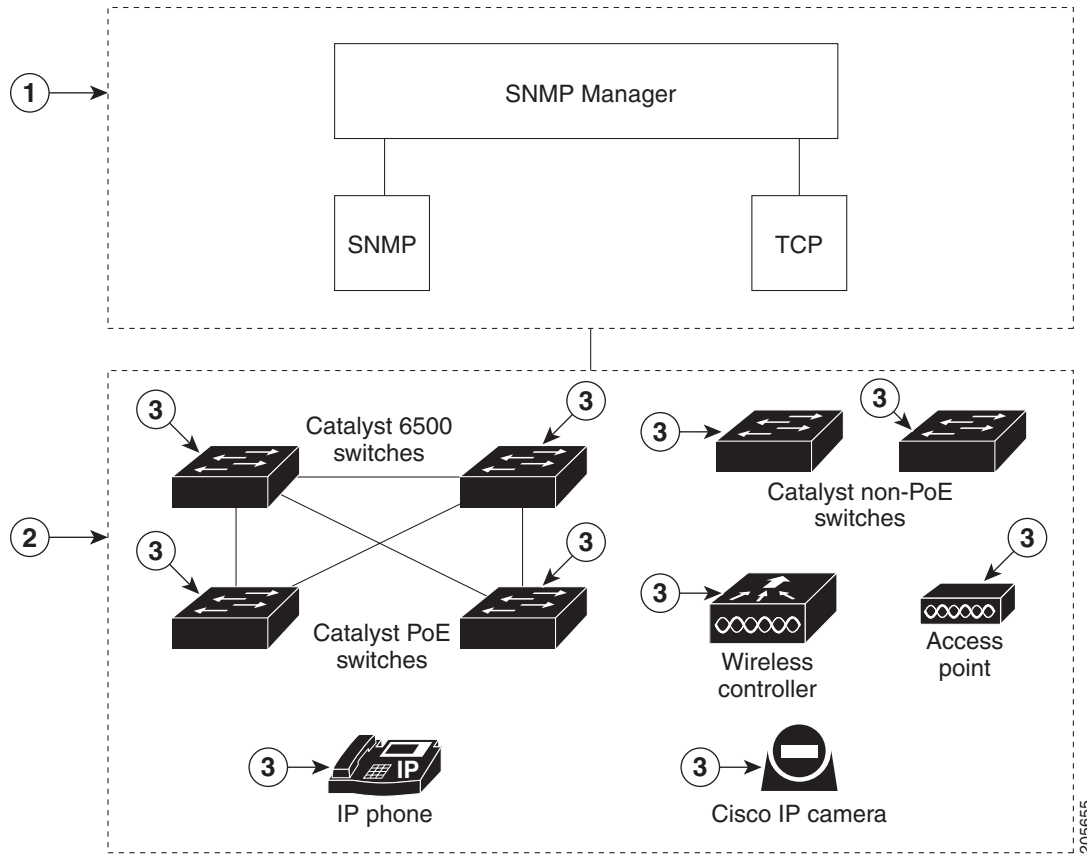 1
SNMP Manager
SNMP
TCP
2
3
Catalyst 6500
switches
3
3
3
Catalyst non-PoE
switches
3
3
Catalyst PoE
switches
3
Wireless
controller
3
Access
point
3
IP
IP phone
3
Cisco IP camera
205655